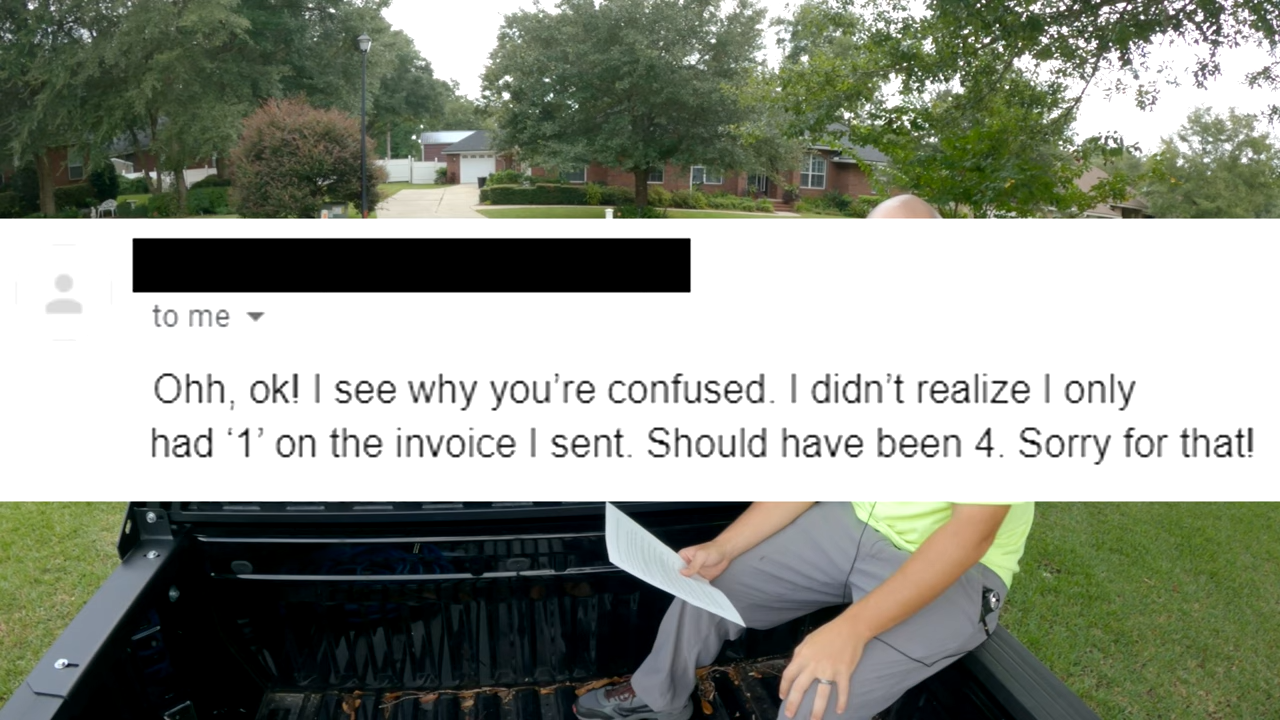 to me
Ohh, ok! I see why you’re confused. I didn’t realize I only
had ‘1’ on the invoice I sent. Should have been 4. Sorry for that!